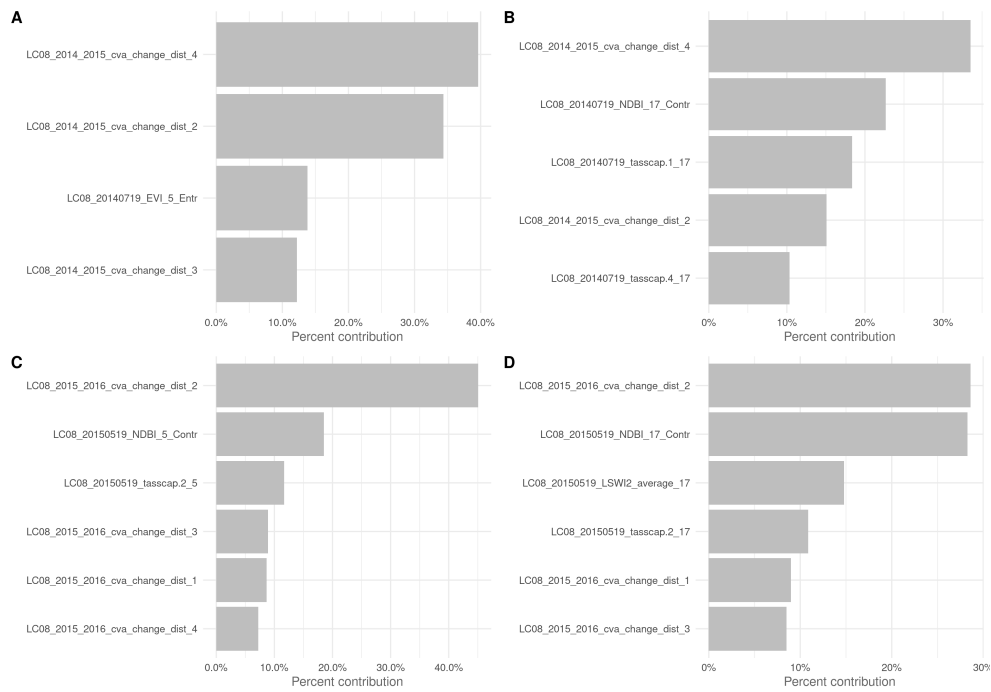 A
LC08_2014_2015_cva_change_dist_4
LC08_2014_2015_cva_change_dist_2
LC08_20140719_EVI_5_Entr
LC08_2014_2015_cva_change_dist_3
0.0% 10.0% 20.0% 30.0% 40.0%
Percent contribution
B
LC08_2014_2015_cva_change_dist_4
LC08_20140719_NDBI_17_Contr
LC08_20140719_tasscap.1_17
LC08_2014_2015_cva_change_dist_2
LC08_20140719_tasscap.4_17
0% 10% 20% 30%
Percent contribution
C
LC08_2015_2016_cva_change_dist_2
LC08_20150519_NDBI_5_Contr
LC08_20150519_tasscap.2_5
LC08_2015_2016_cva_change_dist_3
LC08_2015_2016_cva_change_dist_1
LC08_2015_2016_cva_change_dist_4
0.0% 10.0% 20.0% 30.0% 40.0%
Percent contribution
D
LC08_2015_2016_cva_change_dist_2
LC08_20150519_NDBI_17_Contr
LC08_20150519_LSWI2_average_17
LC08_20150519_tasscap.2_17
LC08_2015_2016_cva_change_dist_1
LC08_2015_2016_cva_change_dist_3
0% 10% 20% 30%
Percent contribution